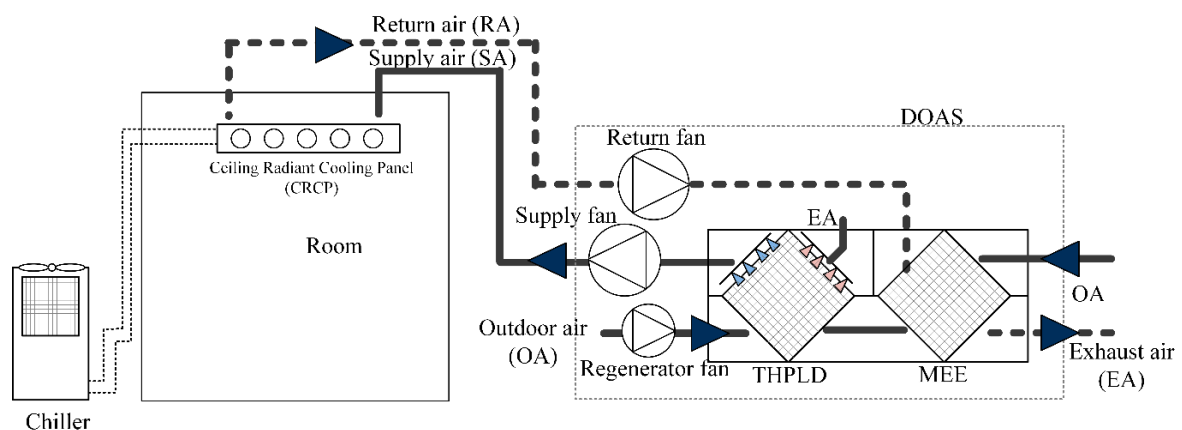 Return air (RA)
Supply air (SA)
DOAS
Return fan
Ceiling Radiant Cooling Panel
(CRCP)
Supply fan
EA
Room
OA
Outdoor air
(OA)
Regenerator fan
THPLD
MEE
Exhaust air
(EA)
Chiller